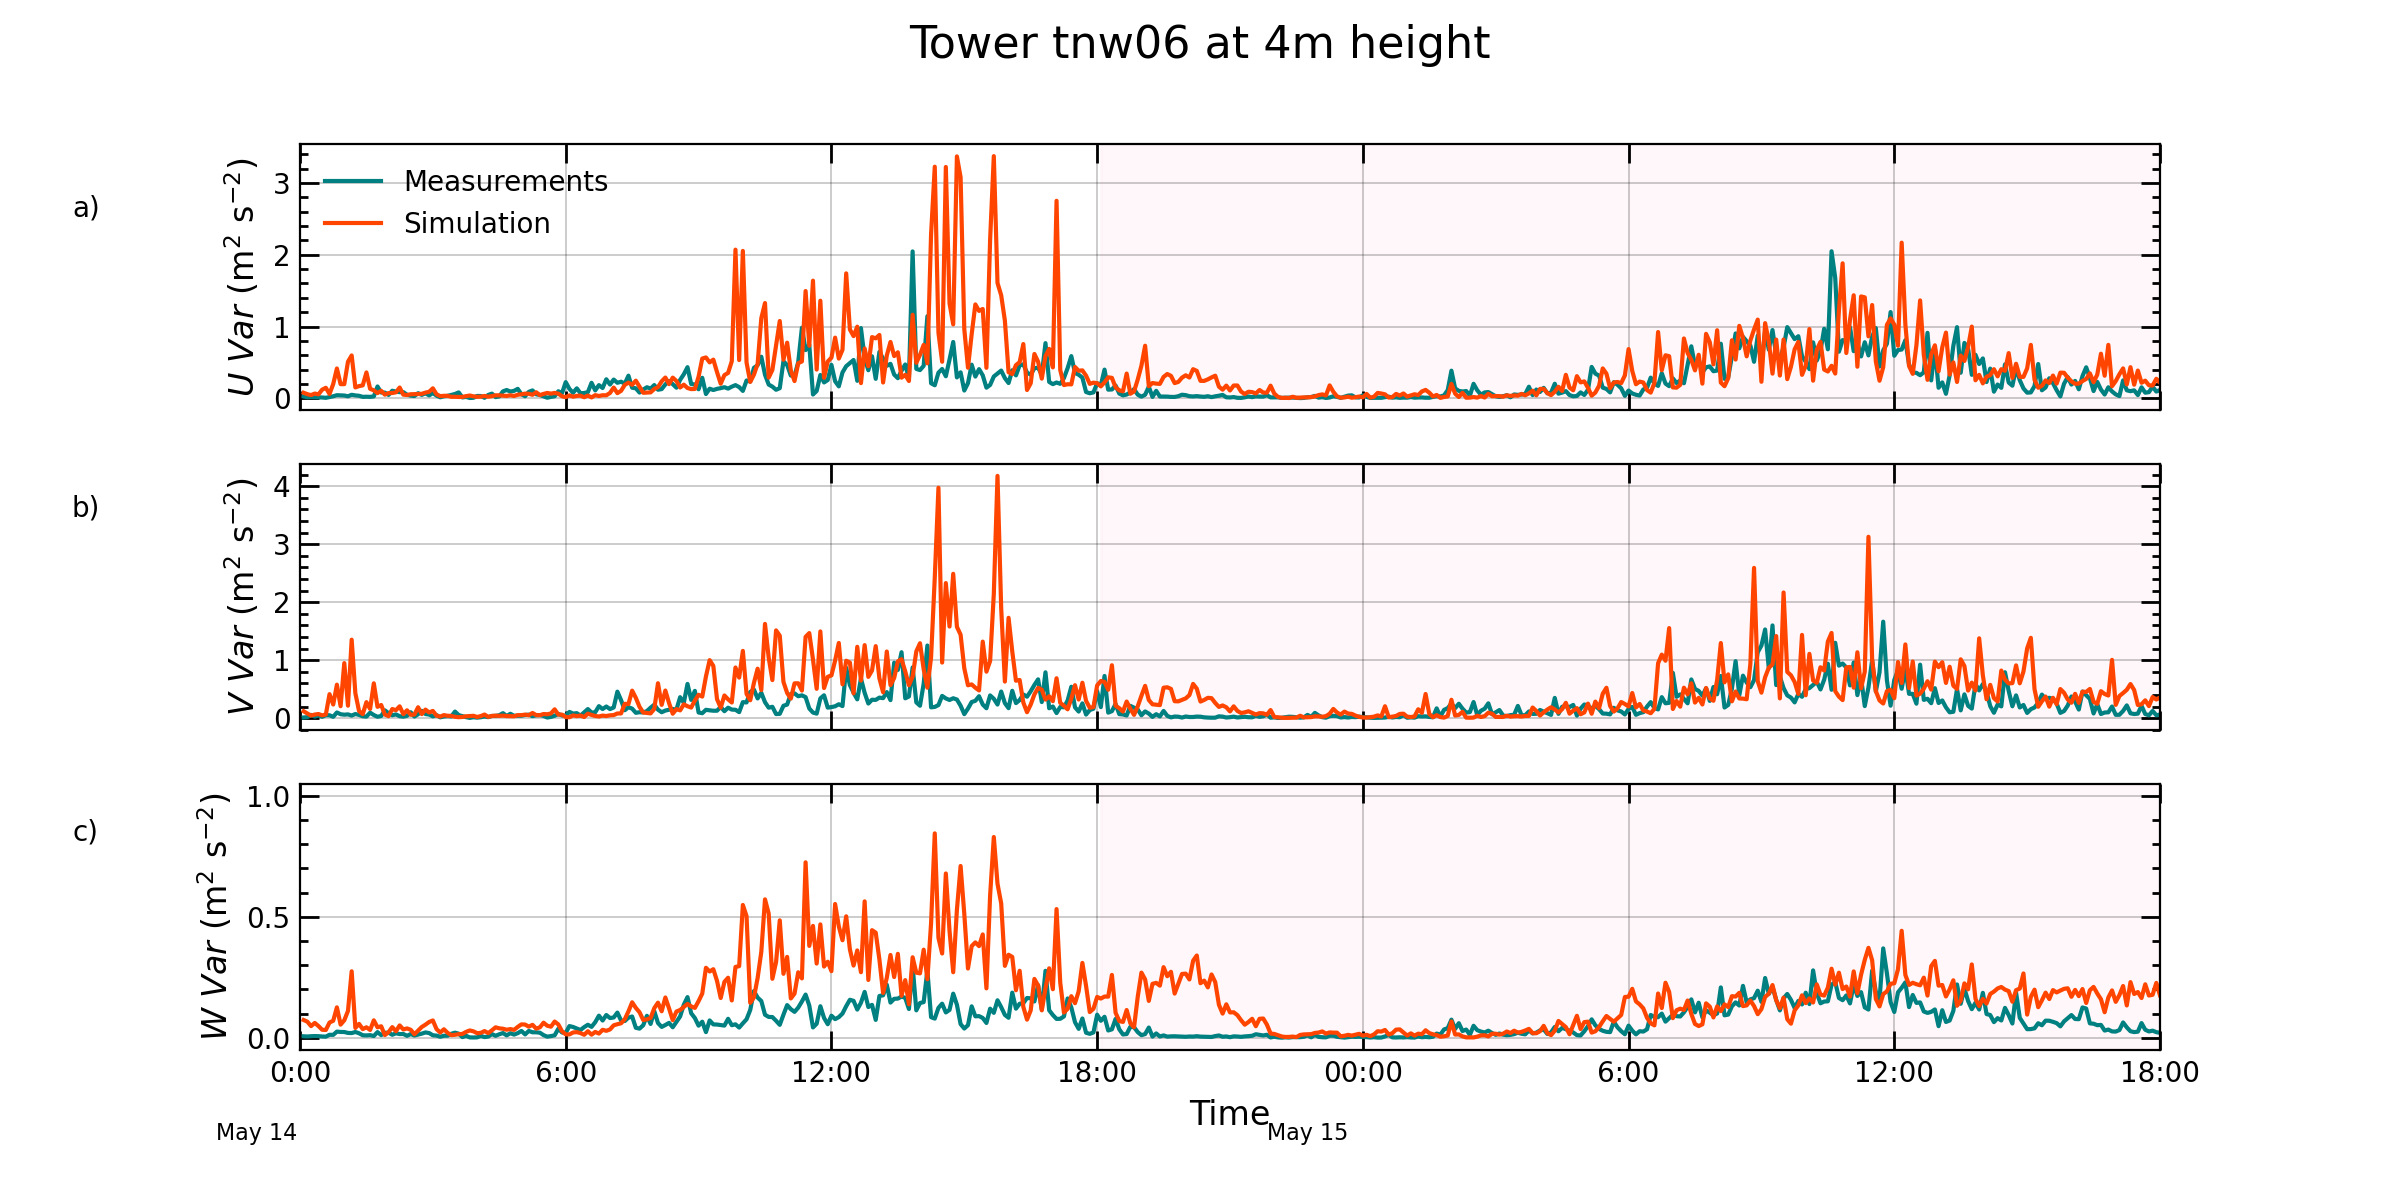 Tower tnw06 at 4m height
a)
U Var (m² s⁻²)
3
2
1
0
Measurements
Simulation
b)
V Var (m² s⁻²)
4
3
2
1
0
c)
W Var (m² s⁻²)
1.0
0.5
0.0
0:00 6:00 12:00 18:00 00:00 6:00 12:00 18:00
Time
May 14 May 15